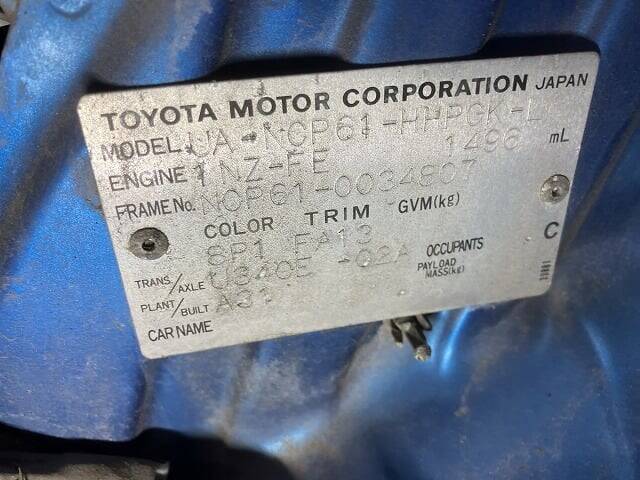 TOYOTA MOTOR CORPORATION JAPAN
MODEL UA-NCP61-HHPGK-L
ENGINE 1NZ-FE 1496 mL
FRAME No. NCP61-0034807
COLOR TRIM GVM(kg)
8P1 FA13
TRANS/AXLE U340E -02A OCCUPANTS
PAYLOAD MASS(kg)
PLANT/BUILT A31
CAR NAME
C